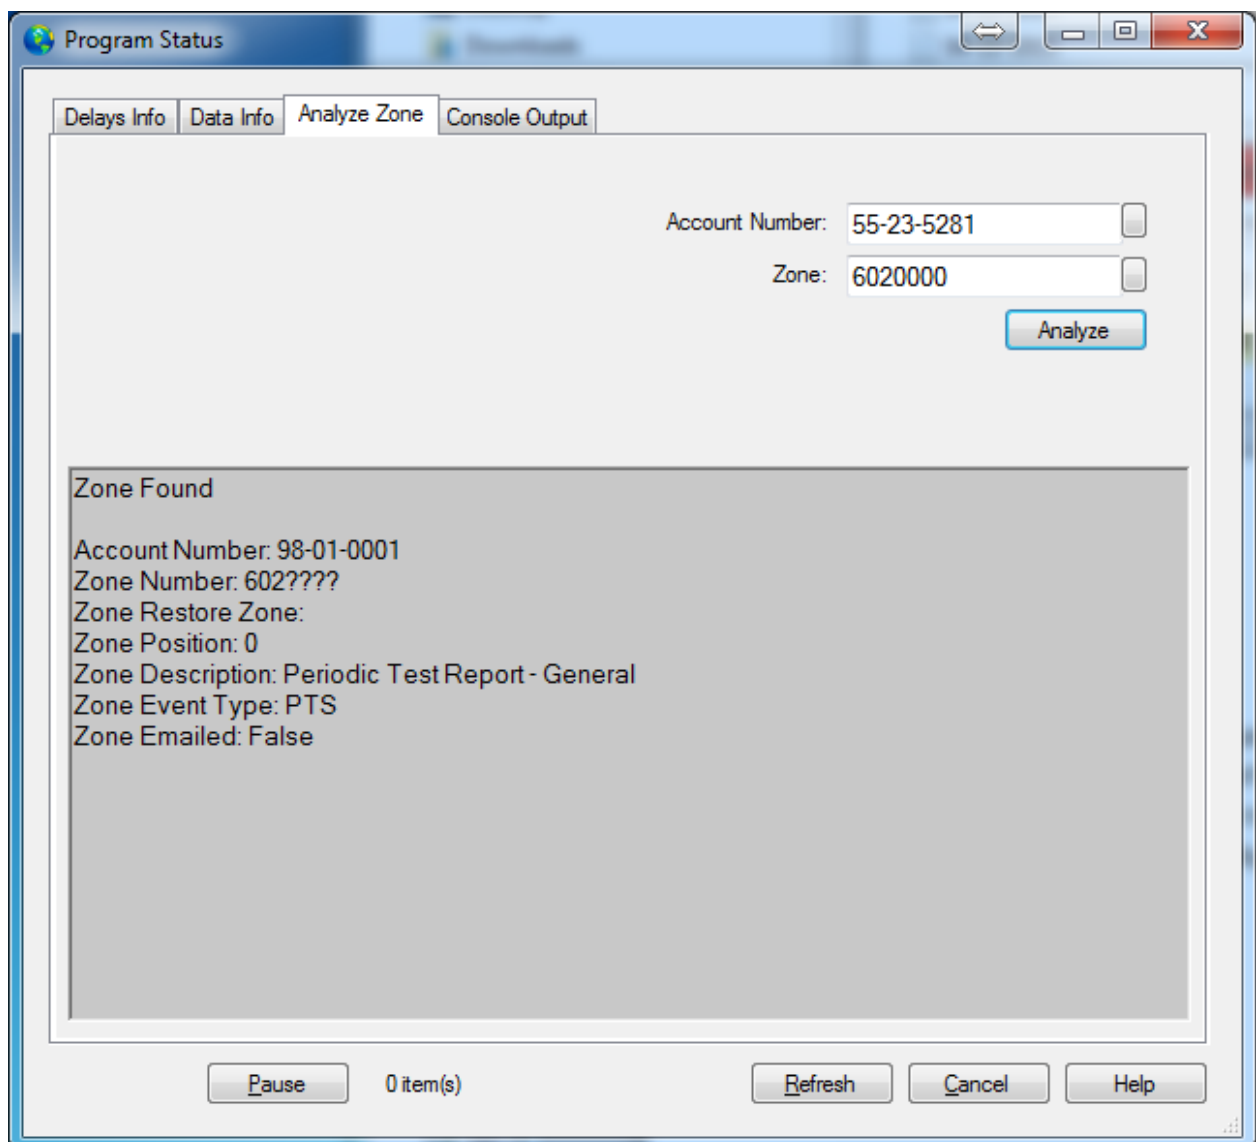 Program Status
Delays Info Data Info Analyze Zone Console Output
Account Number: 55-23-5281
Zone: 6020000
Analyze
Zone Found
Account Number: 98-01-0001
Zone Number: 602????
Zone Restore Zone:
Zone Position: 0
Zone Description: Periodic Test Report - General
Zone Event Type: PTS
Zone Emailed: False
Pause 0 item(s) Refresh Cancel Help